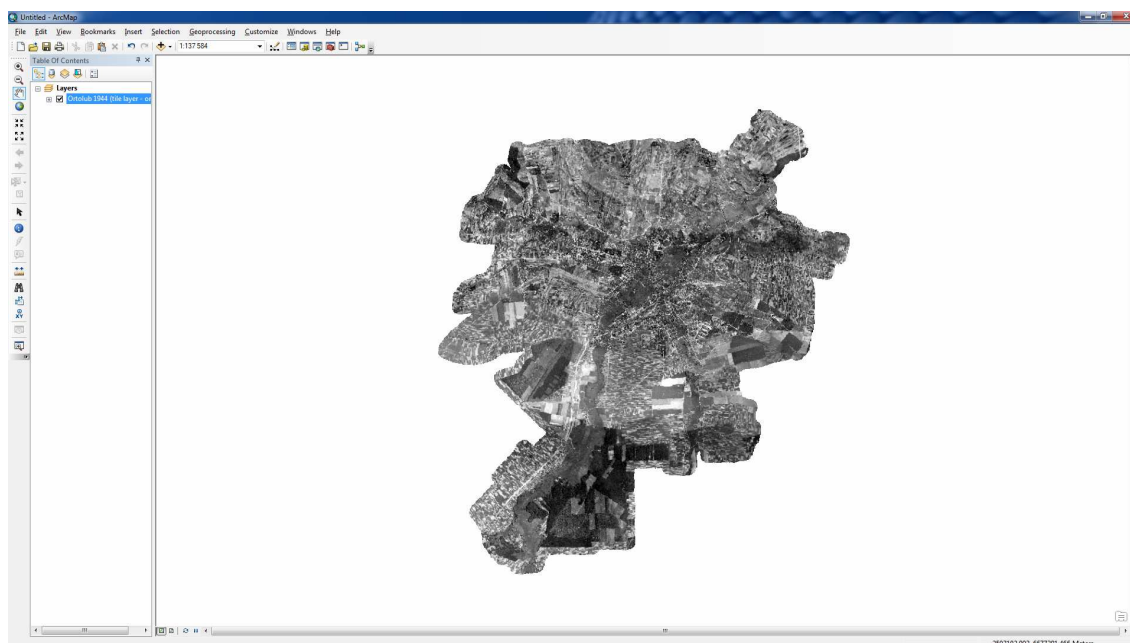 Untitled - ArcMap
File Edit View Bookmarks Insert Selection Geoprocessing Customize Windows Help
1:137 584
Table Of Contents
Layers
Ortolub 1944 (tile layer - or